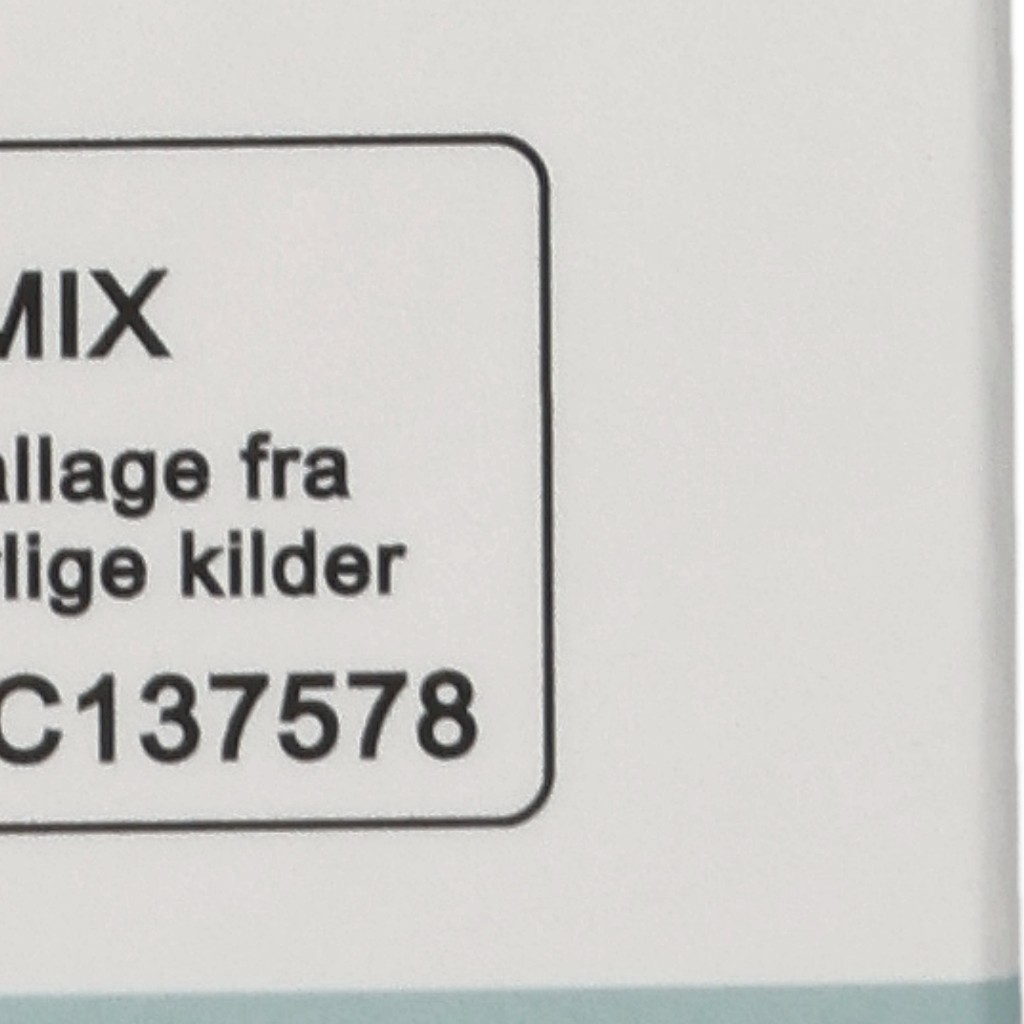 MIX
allage fra
lige kilder
C137578